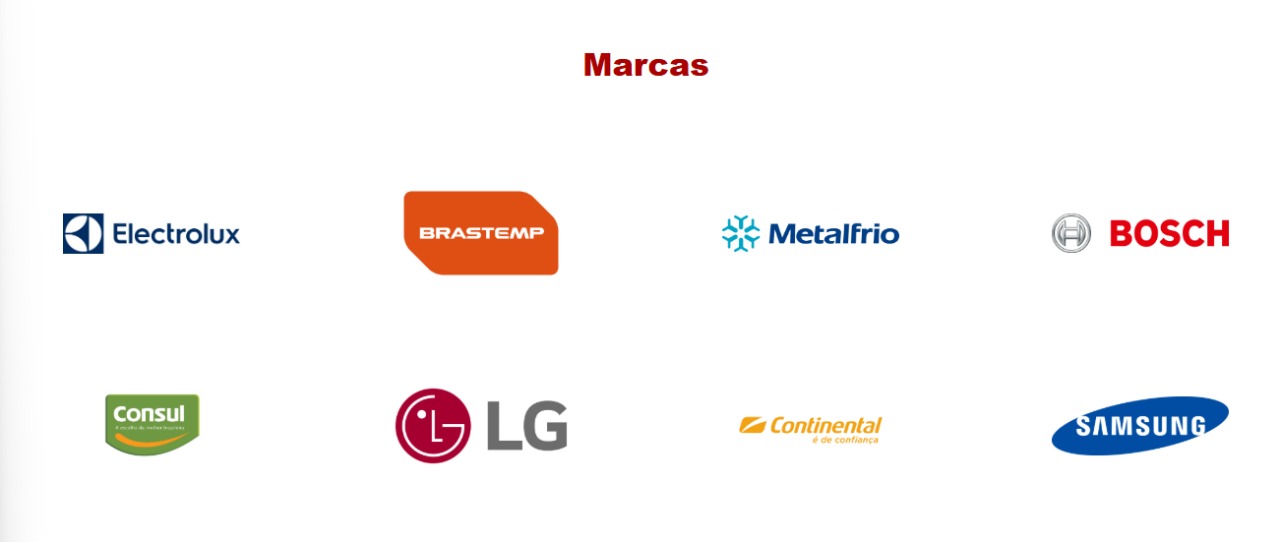 Marcas
Electrolux
BRASTEMP
Metalfrio
BOSCH
Consul
LG
Continental
é de confiança
SAMSUNG